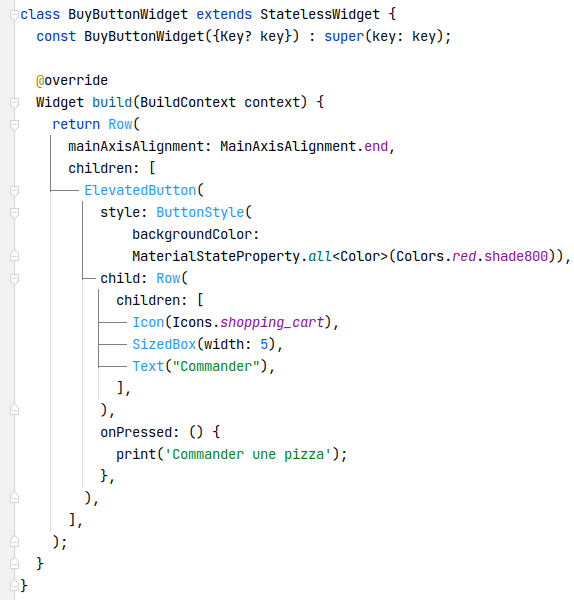 class BuyButtonWidget extends StatelessWidget {
  const BuyButtonWidget({Key? key}) : super(key: key);

  @override
  Widget build(BuildContext context) {
    return Row(
      mainAxisAlignment: MainAxisAlignment.end,
      children: [
        ElevatedButton(
          style: ButtonStyle(
              backgroundColor:
              MaterialStateProperty.all<Color>(Colors.red.shade800)),
          child: Row(
            children: [
              Icon(Icons.shopping_cart),
              SizedBox(width: 5),
              Text("Commander"),
            ],
          ),
          onPressed: () {
            print('Commander une pizza');
          },
        ),
      ],
    );
  }
}